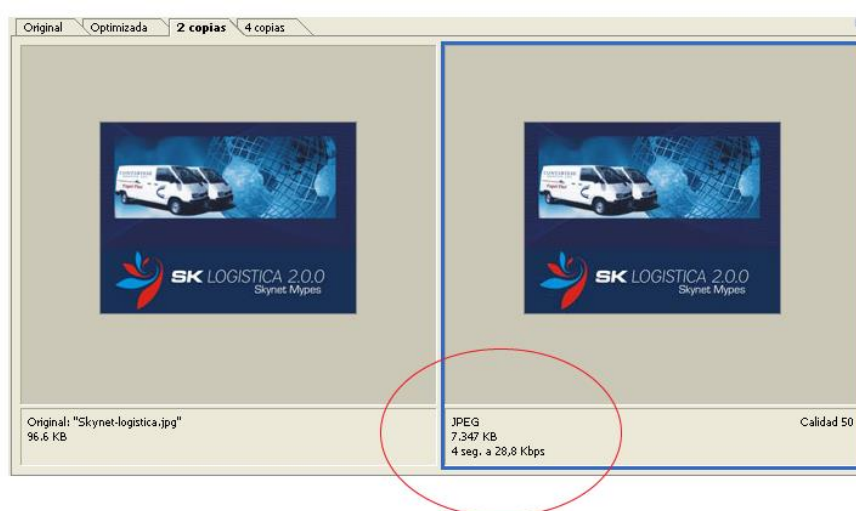 Original Optimizada 2 copias 4 copias
SK LOGISTICA 2.0.0
Skynet Mypes
SK LOGISTICA 2.0.0
Skynet Mypes
Original: "Skynet-logistica.jpg"
96.6 KB
JPEG Calidad 50
7.347 KB
4 seg. a 28,8 Kbps